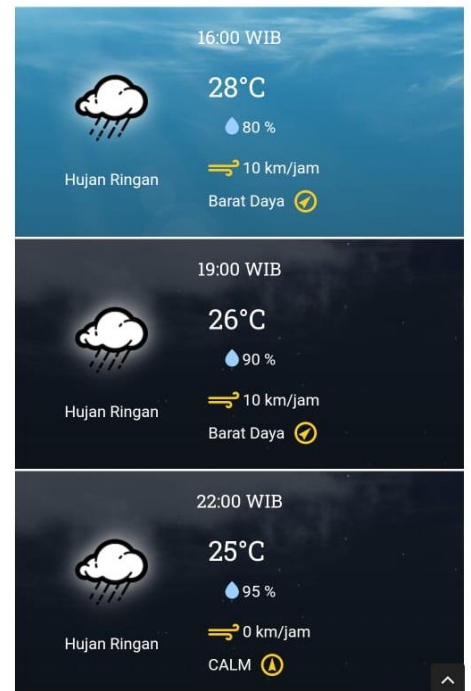 16:00 WIB
28°C
80 %
Hujan Ringan
10 km/jam
Barat Daya
19:00 WIB
26°C
90 %
Hujan Ringan
10 km/jam
Barat Daya
22:00 WIB
25°C
95 %
Hujan Ringan
0 km/jam
CALM